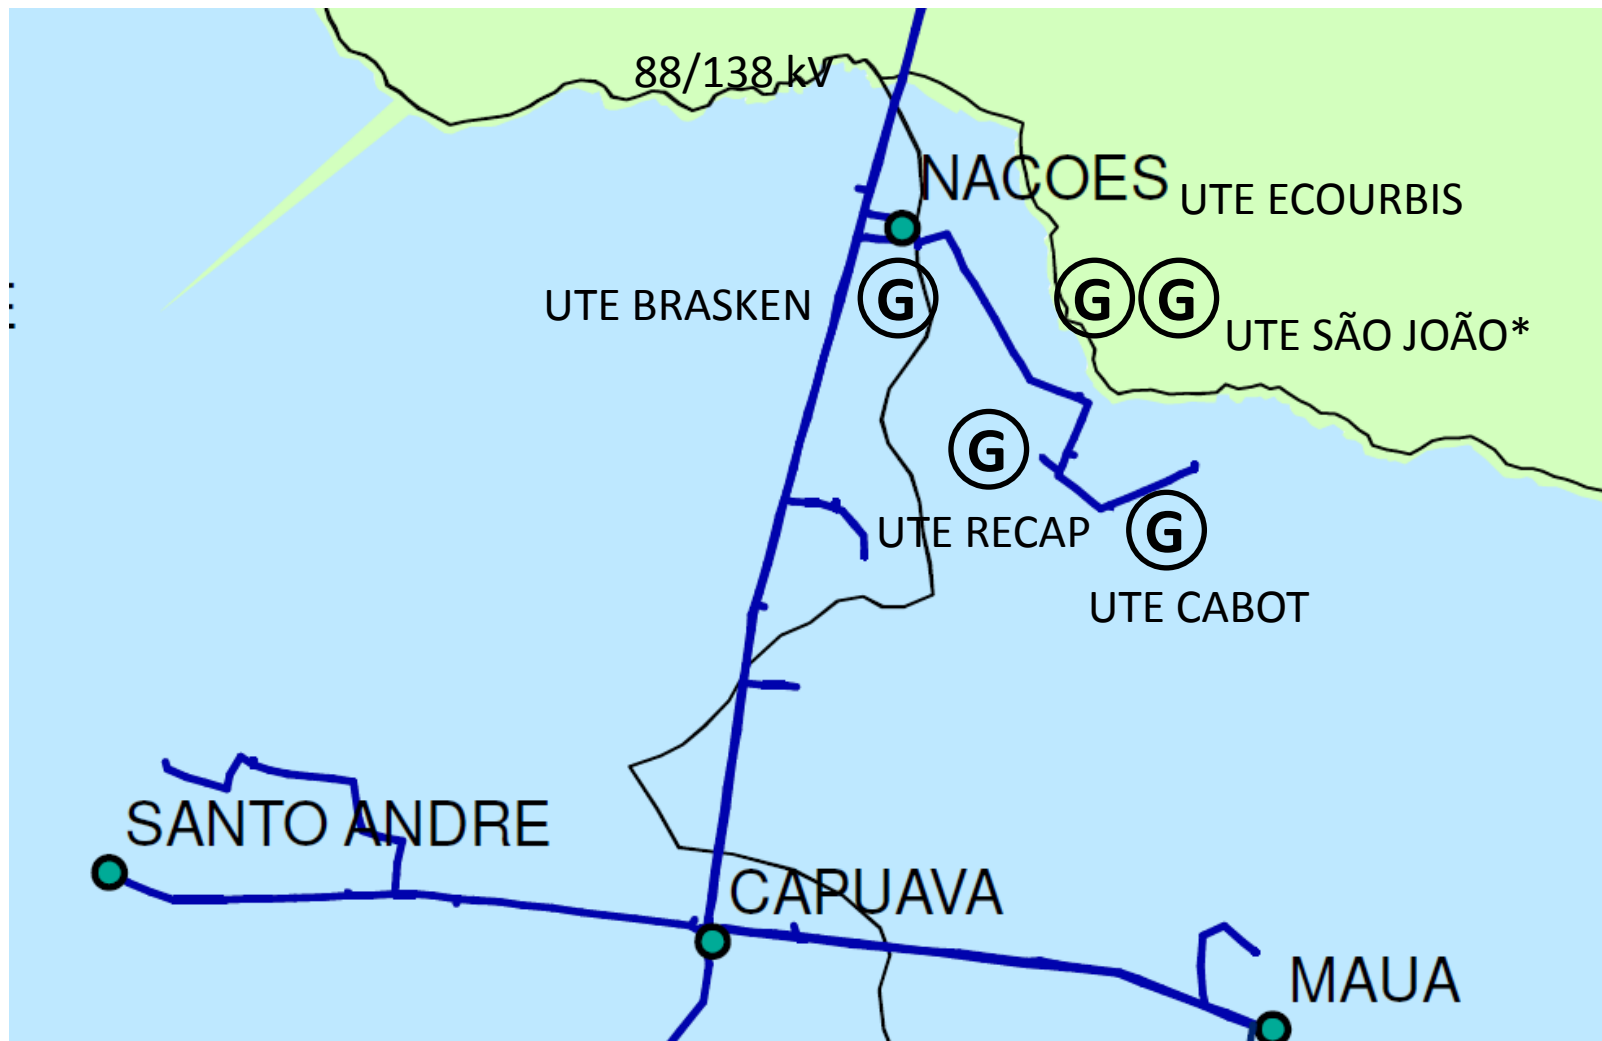 88/138 kV
NACOES
UTE ECOURBIS
UTE BRASKEN
G
G
G
UTE SÃO JOÃO*
G
UTE RECAP
G
UTE CABOT
SANTO ANDRE
CAPUAVA
MAUA